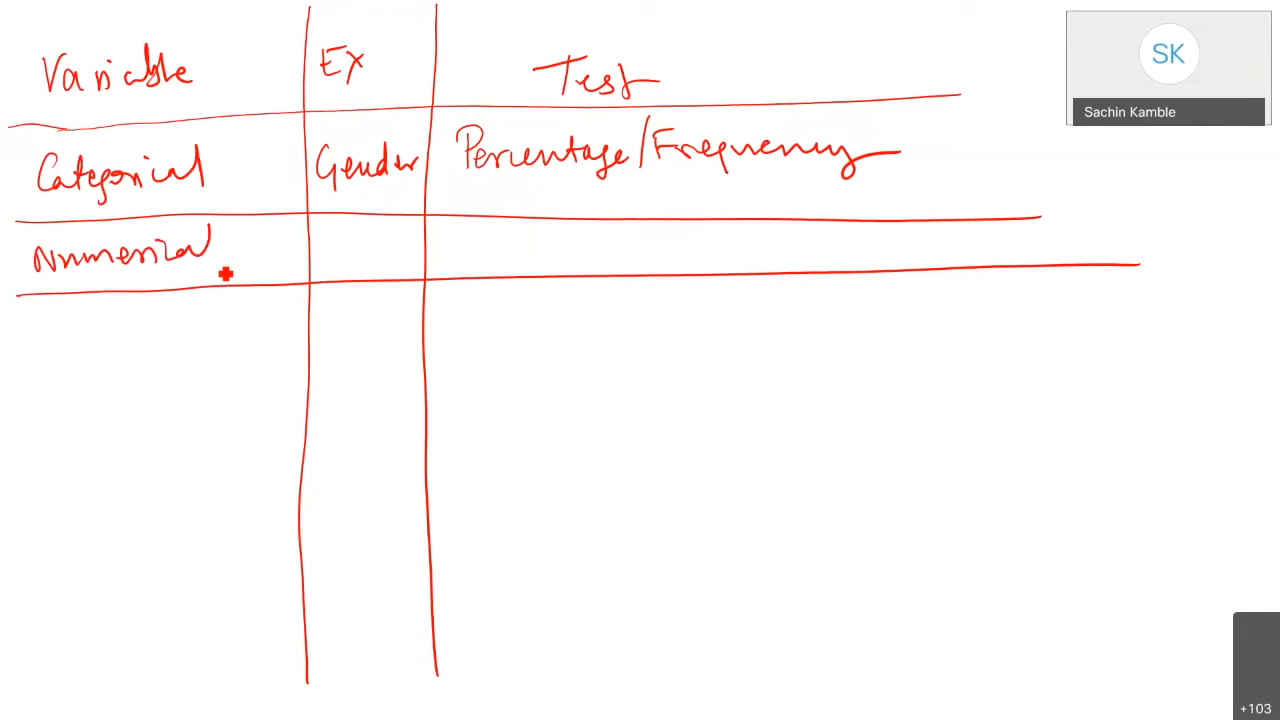 Variable Ex Test
Categorical Gender Percentage/Frequency
Numerical
SK
Sachin Kamble
+103